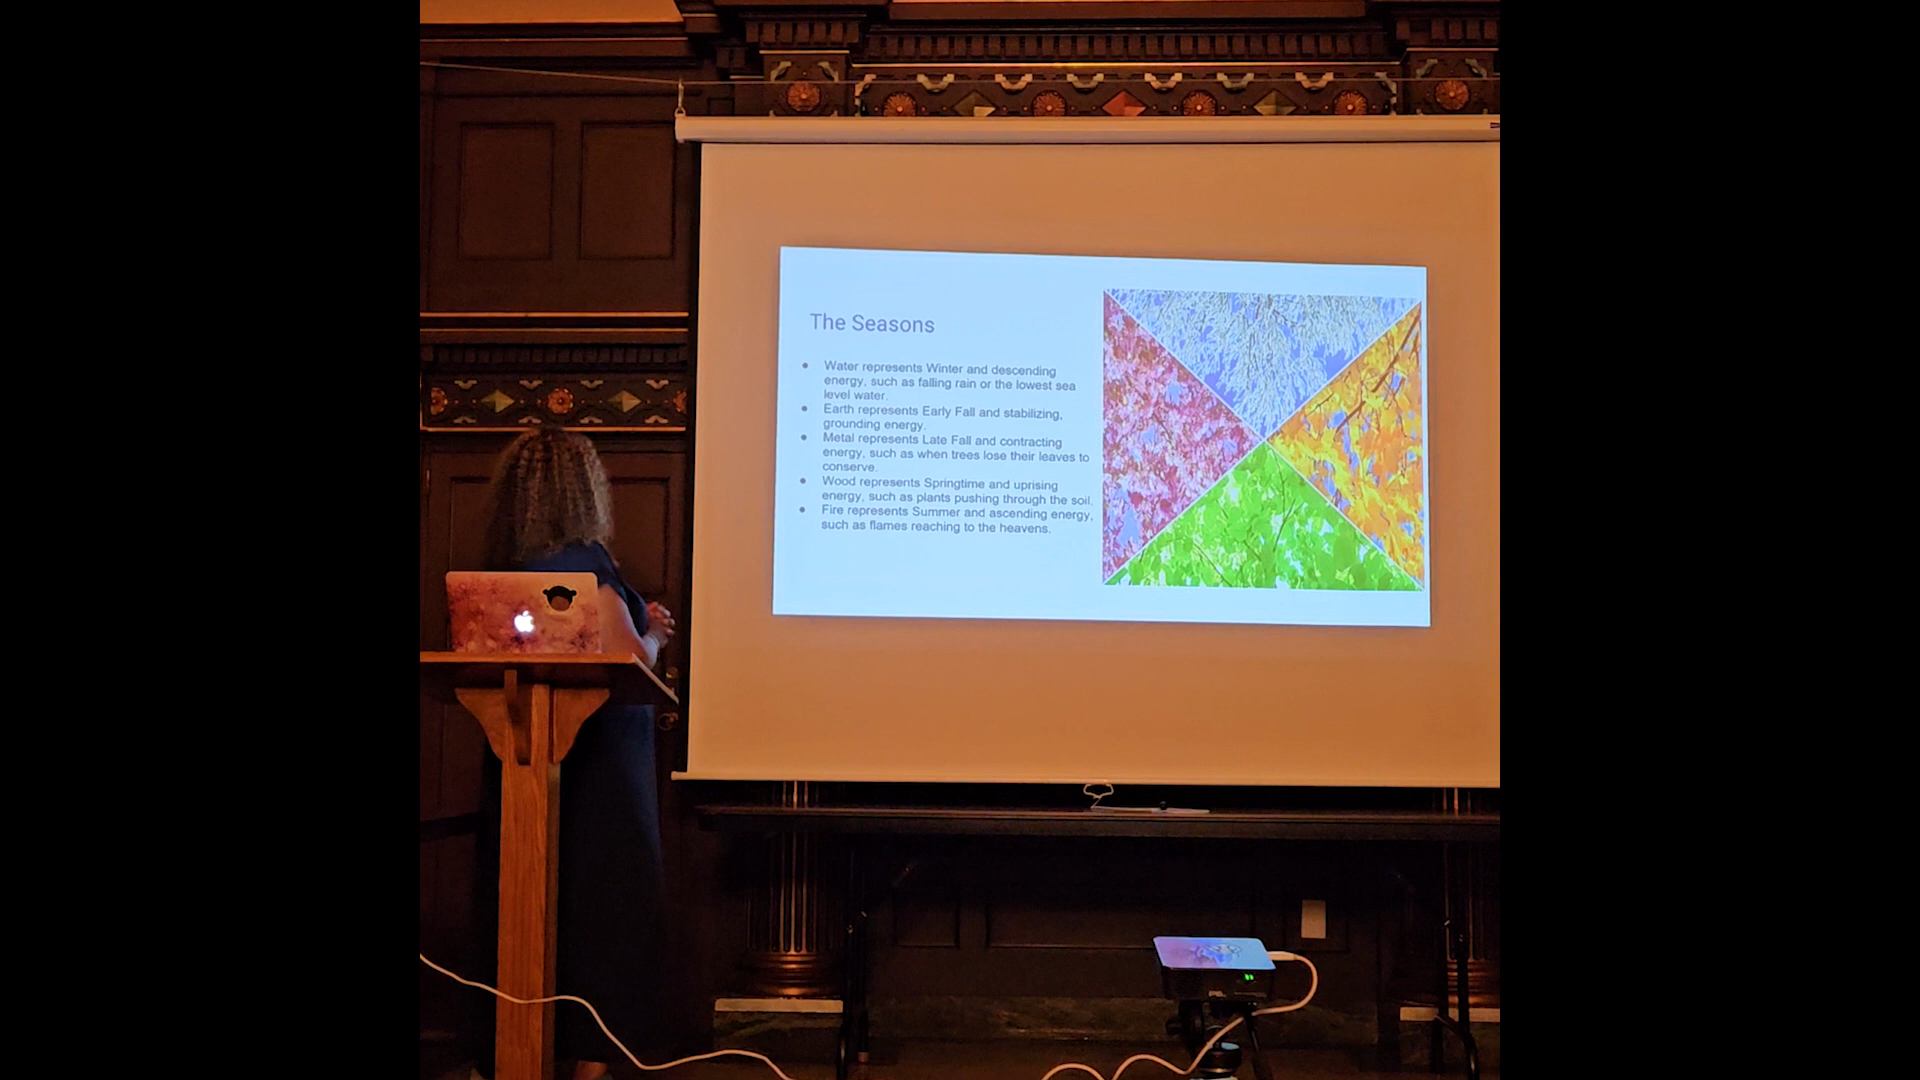 The Seasons
● Water represents Winter and descending
energy, such as falling rain or the lowest sea
level water.
● Earth represents Early Fall and stabilizing,
grounding energy.
● Metal represents Late Fall and contracting
energy, such as when trees lose their leaves to
conserve.
● Wood represents Springtime and uprising
energy, such as plants pushing through the soil.
● Fire represents Summer and ascending energy,
such as flames reaching to the heavens.